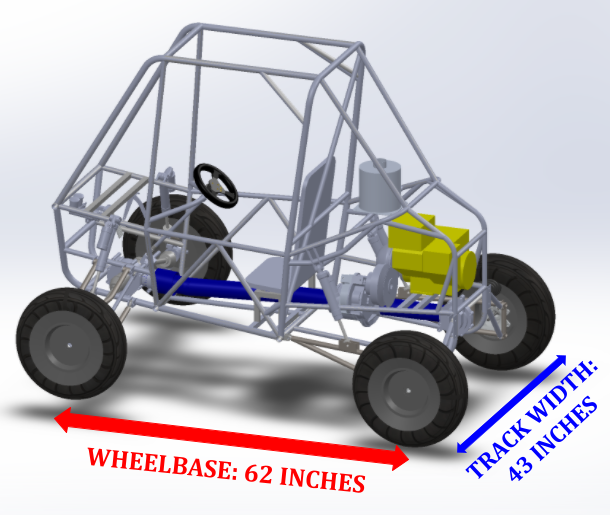 WHEELBASE: 62 INCHES
TRACK WIDTH:
43 INCHES